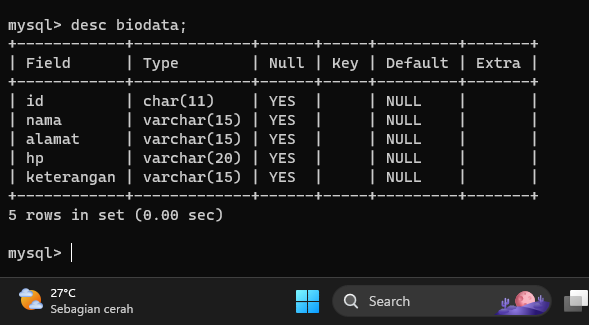 mysql> desc biodata;
+------------+-------------+------+-----+---------+-------+
| Field      | Type        | Null | Key | Default | Extra |
+------------+-------------+------+-----+---------+-------+
| id         | char(11)    | YES  |     | NULL    |       |
| nama       | varchar(15) | YES  |     | NULL    |       |
| alamat     | varchar(15) | YES  |     | NULL    |       |
| hp         | varchar(20) | YES  |     | NULL    |       |
| keterangan | varchar(15) | YES  |     | NULL    |       |
+------------+-------------+------+-----+---------+-------+
5 rows in set (0.00 sec)
mysql>
27°C
Sebagian cerah
Search